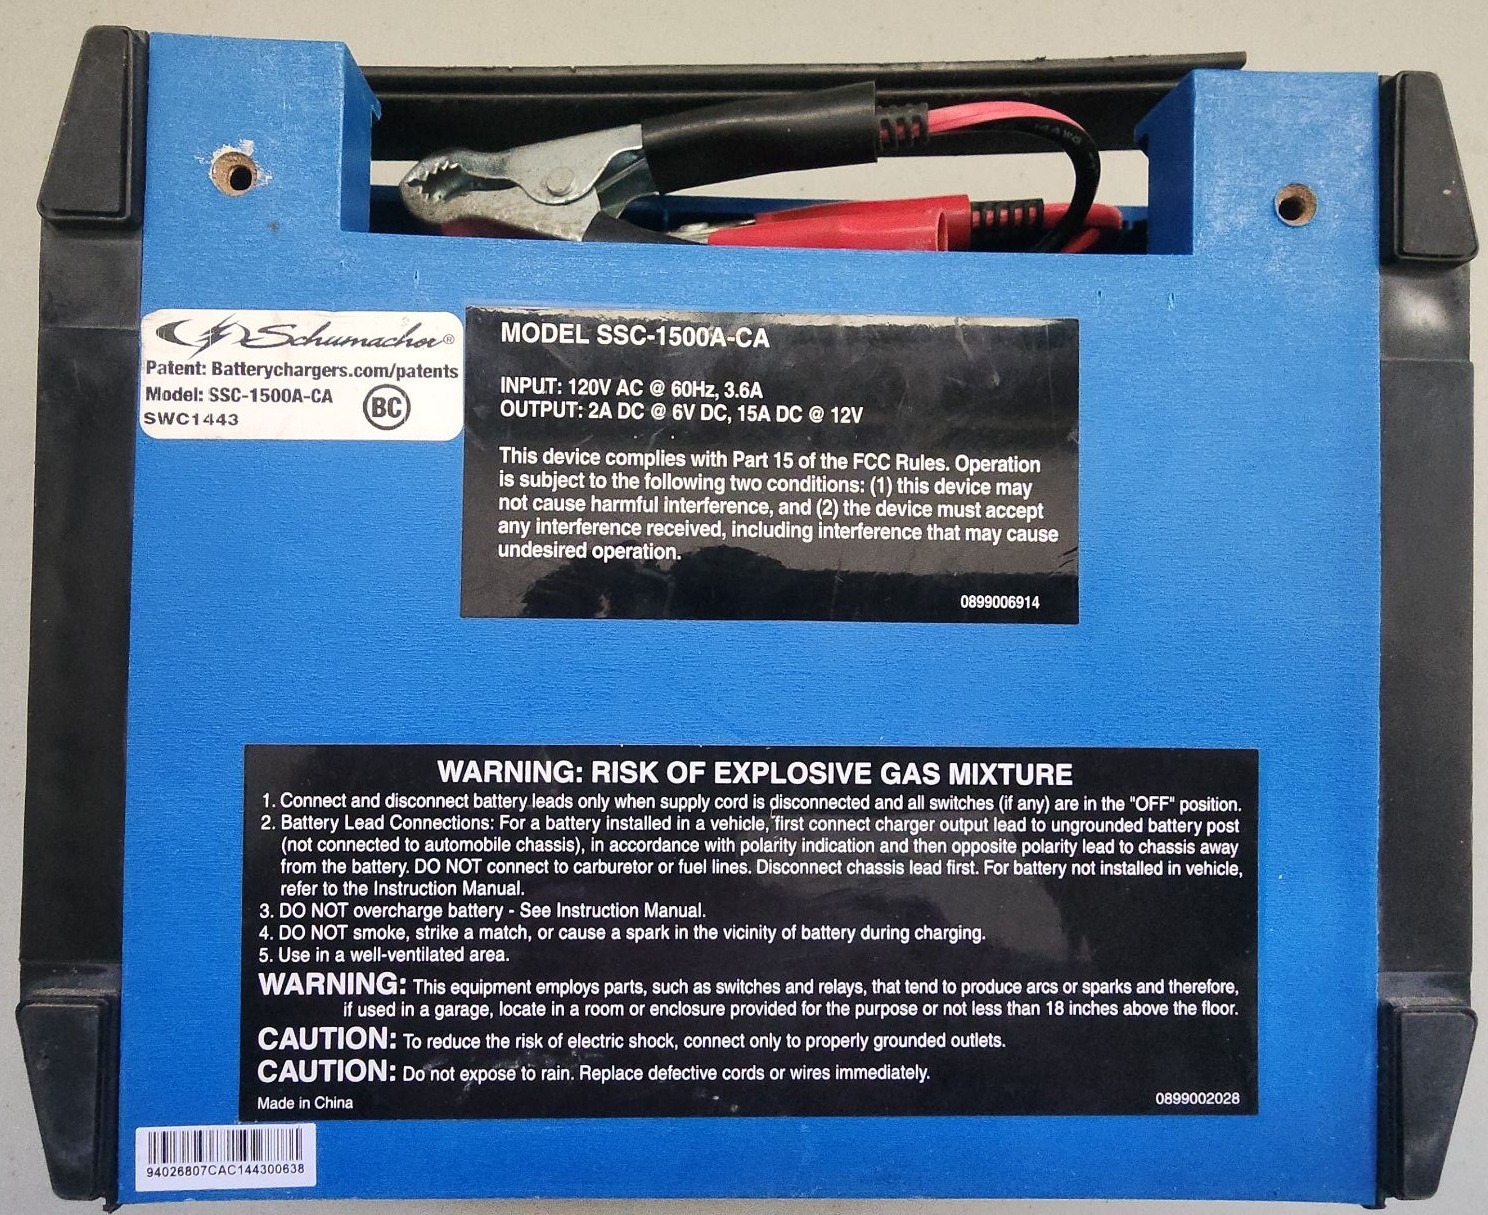 Schumacher®
Patent: Batterychargers.com/patents
Model: SSC-1500A-CA
BC
SWC1443
MODEL SSC-1500A-CA
INPUT: 120V AC @ 60Hz, 3.6A
OUTPUT: 2A DC @ 6V DC, 15A DC @ 12V
This device complies with Part 15 of the FCC Rules. Operation
is subject to the following two conditions: (1) this device may
not cause harmful interference, and (2) the device must accept
any interference received, including interference that may cause
undesired operation.
0899006914
WARNING: RISK OF EXPLOSIVE GAS MIXTURE
1. Connect and disconnect battery leads only when supply cord is disconnected and all switches (if any) are in the "OFF" position.
2. Battery Lead Connections: For a battery installed in a vehicle, first connect charger output lead to ungrounded battery post
(not connected to automobile chassis), in accordance with polarity indication and then opposite polarity lead to chassis away
from the battery. DO NOT connect to carburetor or fuel lines. Disconnect chassis lead first. For battery not installed in vehicle,
refer to the Instruction Manual.
3. DO NOT overcharge battery - See Instruction Manual.
4. DO NOT smoke, strike a match, or cause a spark in the vicinity of battery during charging.
5. Use in a well-ventilated area.
WARNING: This equipment employs parts, such as switches and relays, that tend to produce arcs or sparks and therefore,
if used in a garage, locate in a room or enclosure provided for the purpose or not less than 18 inches above the floor.
CAUTION: To reduce the risk of electric shock, connect only to properly grounded outlets.
CAUTION: Do not expose to rain. Replace defective cords or wires immediately.
Made in China
0899002028
94026807CAC144300638